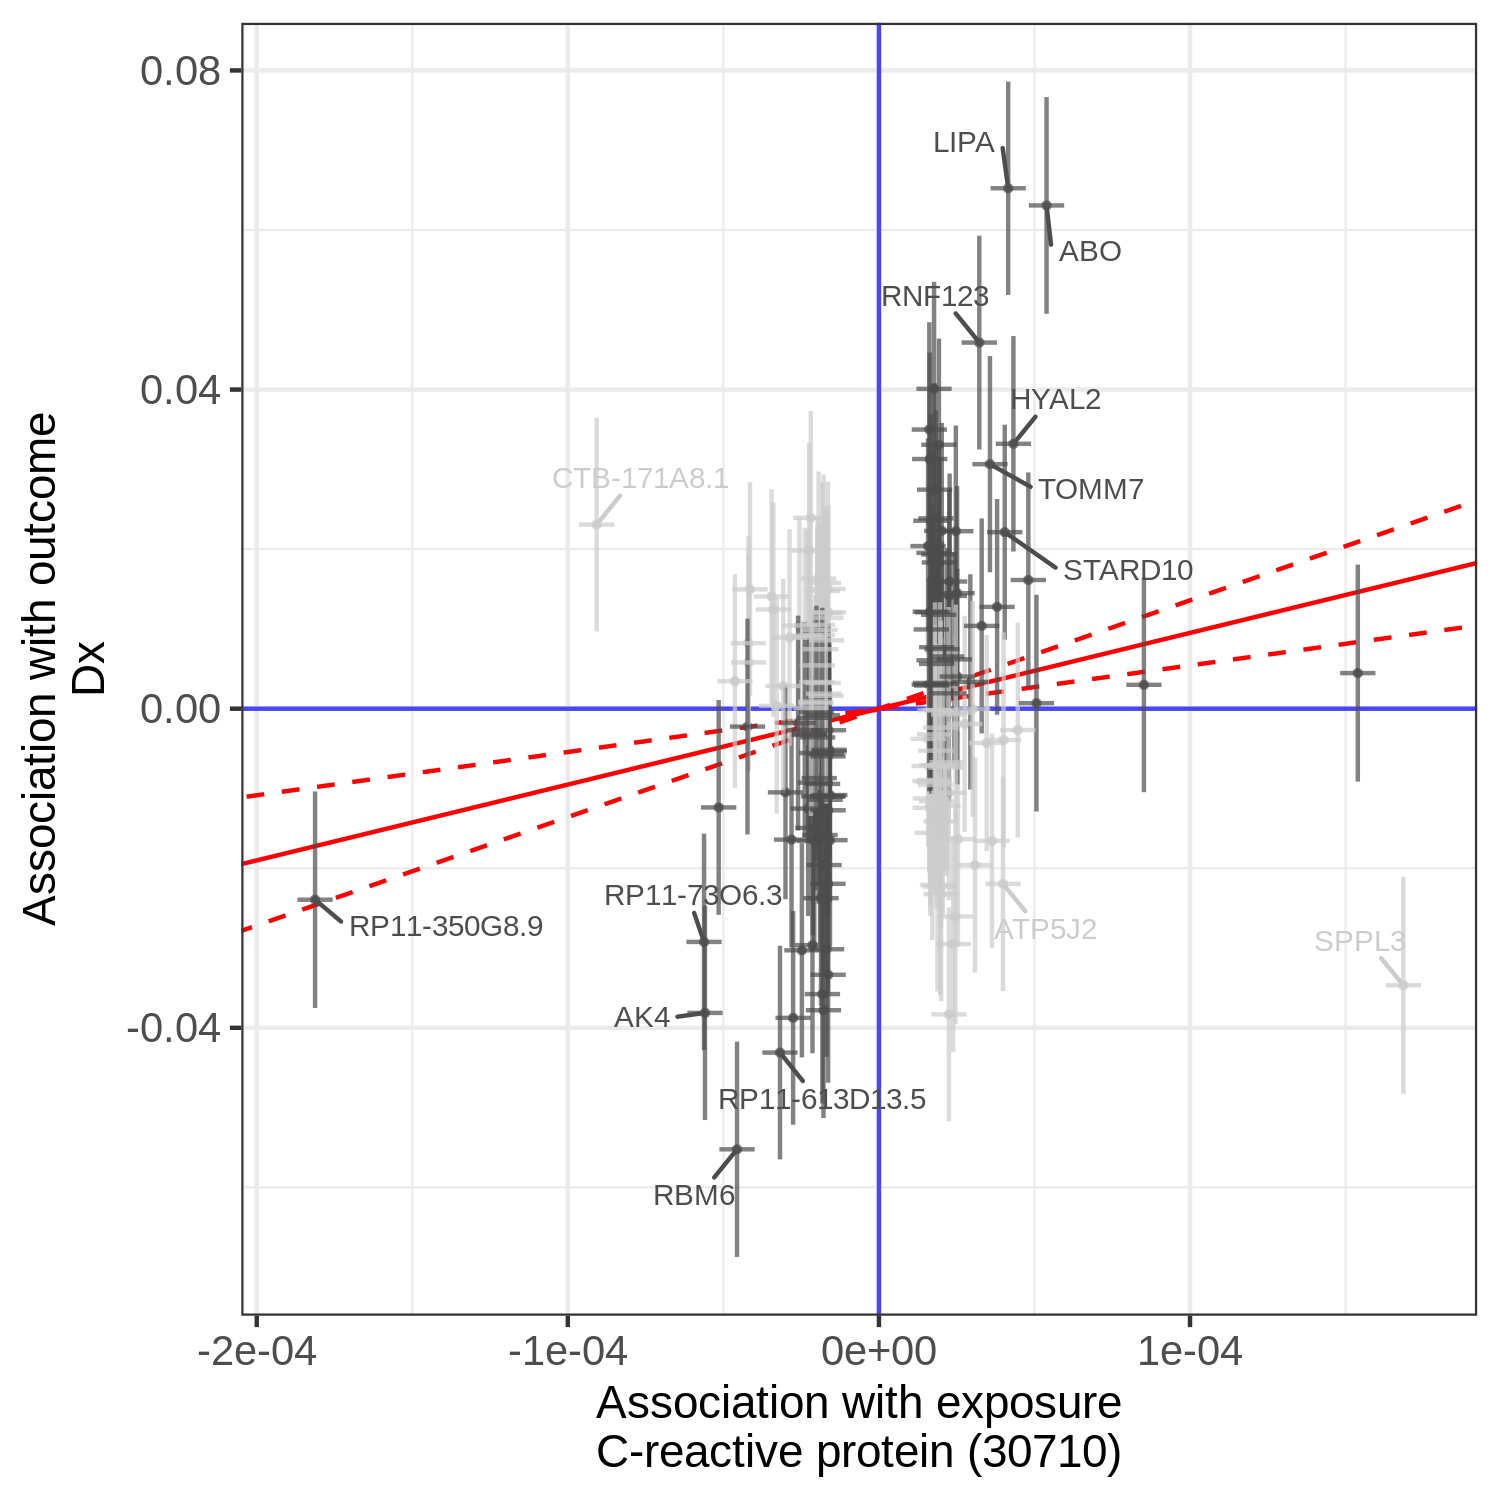 0.08
0.04
0.00
-0.04
Association with outcome
Dx
LIPA
ABO
RNF123
HYAL2
CTB-171A8.1
TOMM7
STARD10
RP11-73O6.3
RP11-350G8.9
ATP5J2
SPPL3
AK4
RP11-613D13.5
RBM6
-2e-04
-1e-04
0e+00
1e-04
Association with exposure
C-reactive protein (30710)